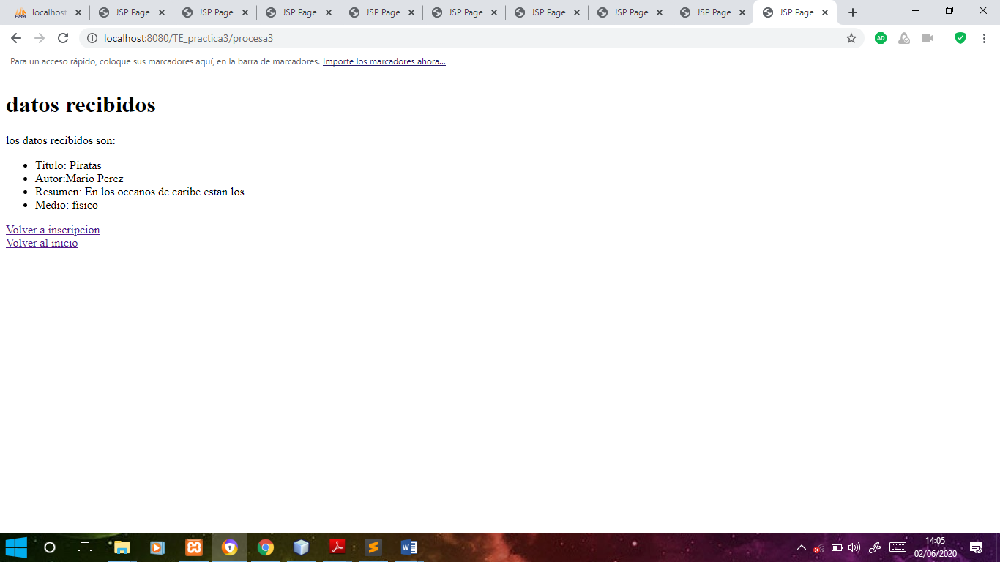 localhost JSP Page JSP Page JSP Page JSP Page JSP Page JSP Page JSP Page JSP Page JSP Page
localhost:8080/TE_practica3/procesa3
AD
Para un acceso rápido, coloque sus marcadores aquí, en la barra de marcadores. Importe los marcadores ahora...
datos recibidos
los datos recibidos son:
• Titulo: Piratas
• Autor:Mario Perez
• Resumen: En los oceanos de caribe estan los
• Medio: fisico
Volver a inscripcion
Volver al inicio
14:05
02/06/2020